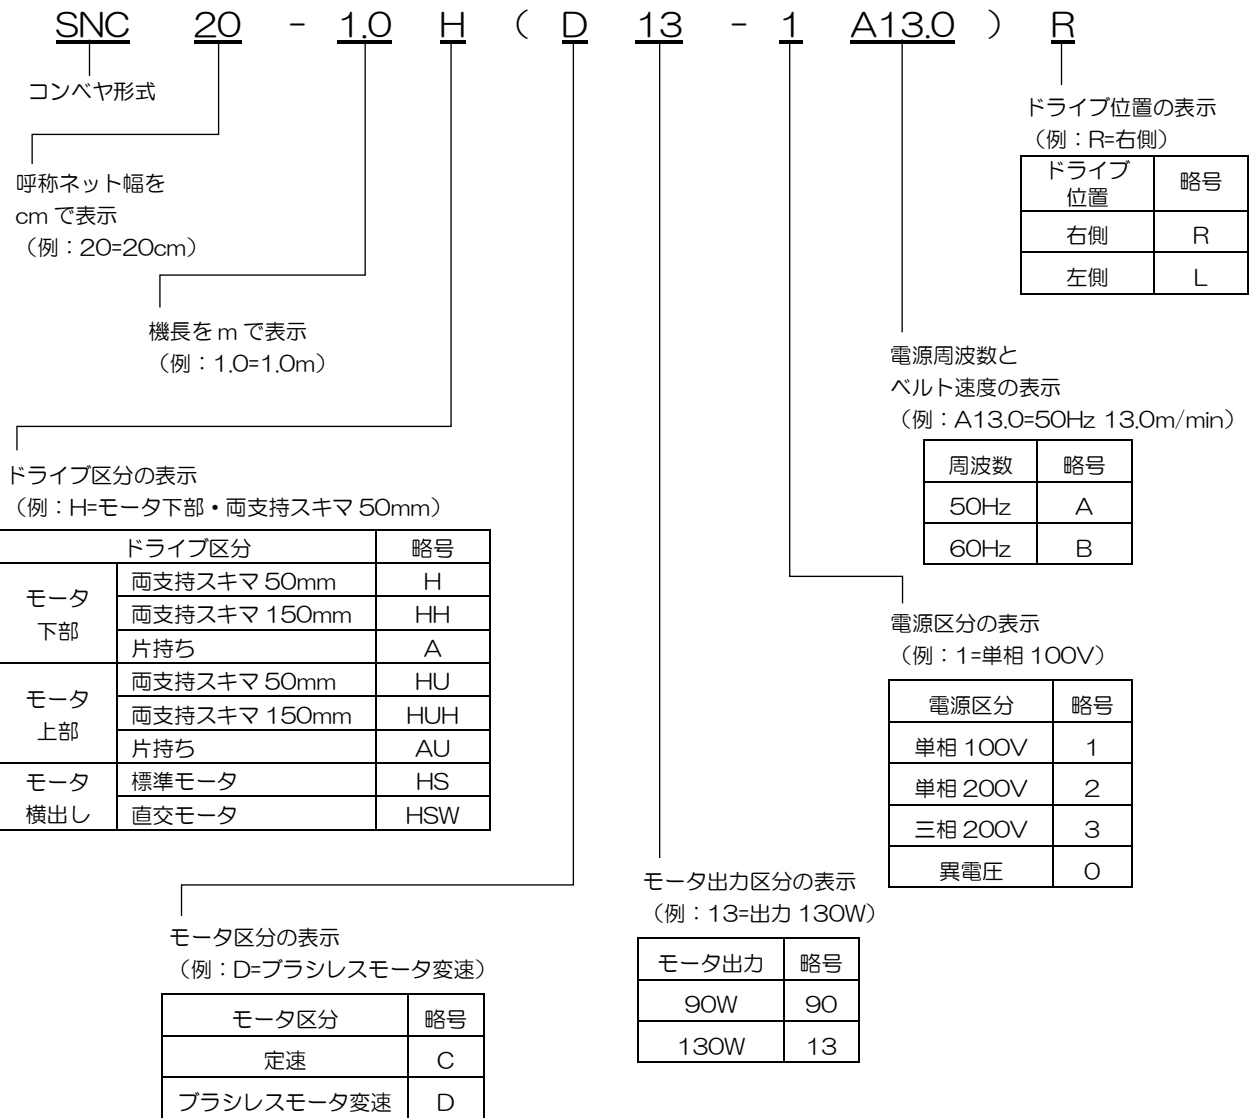 SNC 20 - 1.0 H ( D 13 - 1 A13.0 ) R
コンベヤ形式
呼称ネット幅を
cm で表示
(例：20=20cm)
機長を m で表示
(例：1.0=1.0m)
ドライブ区分の表示
(例：H=モータ下部・両支持スキマ 50mm)
ドライブ区分 略号
モータ
下部
両支持スキマ 50mm H
両支持スキマ 150mm HH
片持ち A
モータ
上部
両支持スキマ 50mm HU
両支持スキマ 150mm HUH
片持ち AU
モータ
横出し
標準モータ HS
直交モータ HSW
モータ区分の表示
(例：D=ブラシレスモータ変速)
モータ区分 略号
定速 C
ブラシレスモータ変速 D
モータ出力区分の表示
(例：13=出力 130W)
モータ出力 略号
90W 90
130W 13
電源区分の表示
(例：1=単相 100V)
電源区分 略号
単相 100V 1
単相 200V 2
三相 200V 3
異電圧 0
電源周波数と
ベルト速度の表示
(例：A13.0=50Hz 13.0m/min)
周波数 略号
50Hz A
60Hz B
ドライブ位置の表示
(例：R=右側)
ドライブ
位置
略号
右側 R
左側 L